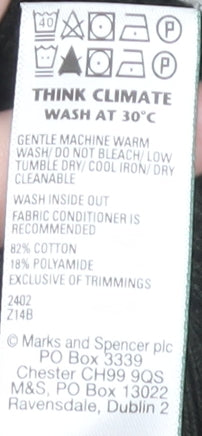 40 P
P
THINK CLIMATE
WASH AT 30°C
GENTLE MACHINE WARM
WASH/ DO NOT BLEACH/ LOW
TUMBLE DRY/ COOL IRON/ DRY
CLEANABLE
WASH INSIDE OUT
FABRIC CONDITIONER IS
RECOMMENDED
82% COTTON
18% POLYAMIDE
EXCLUSIVE OF TRIMMINGS
2402
Z14B
© Marks and Spencer plc
PO Box 3339
Chester CH99 9QS
M&S, PO Box 13022
Ravensdale, Dublin 2